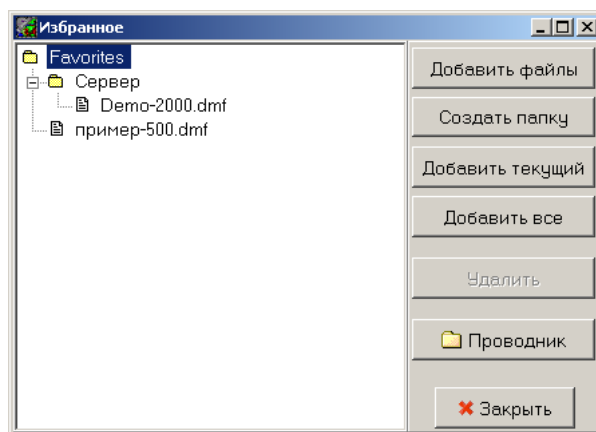 Избранное
Favorites
Сервер
Demo-2000.dmf
пример-500.dmf
Добавить файлы
Создать папку
Добавить текущий
Добавить все
Удалить
Проводник
Закрыть